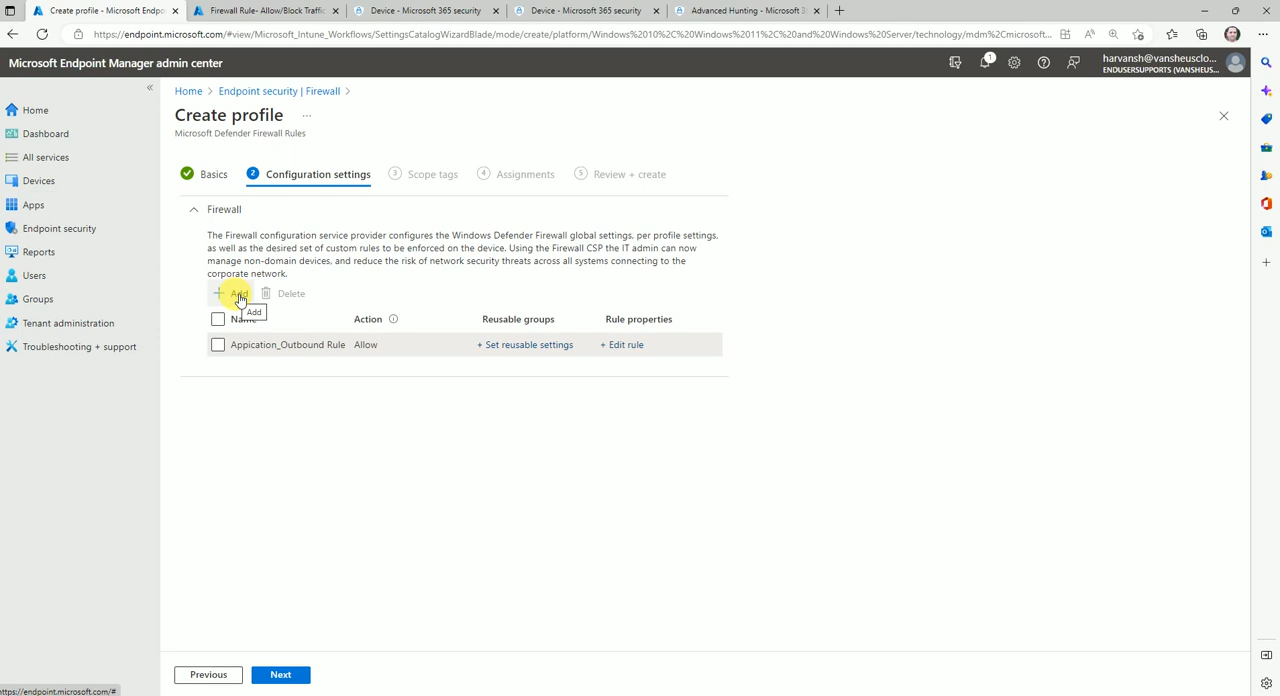 Create profile - Microsoft Endpo
Firewall Rule- Allow/Block Traffic
Device - Microsoft 365 security
Device - Microsoft 365 security
Advanced Hunting - Microsoft 3
https://endpoint.microsoft.com/#view/Microsoft_Intune_Workflows/SettingsCatalogWizardBlade/mode/create/platform/Windows%2010%2C%20Windows%2011%2C%20and%20Windows%20Server/technology/mdm%2Cmicrosoft...
Microsoft Endpoint Manager admin center
1
harvansh@vansheusclo...
ENDUSERSUPPORTS (VANSHEUS...
Home
Dashboard
All services
Devices
Apps
Endpoint security
Reports
Users
Groups
Tenant administration
Troubleshooting + support
Home > Endpoint security | Firewall >
Create profile ...
Microsoft Defender Firewall Rules
Basics
2 Configuration settings
3 Scope tags
4 Assignments
5 Review + create
Firewall
The Firewall configuration service provider configures the Windows Defender Firewall global settings, per profile settings,
as well as the desired set of custom rules to be enforced on the device. Using the Firewall CSP the IT admin can now
manage non-domain devices, and reduce the risk of network security threats across all systems connecting to the
corporate network.
+ Add Delete
Add
Name Action Reusable groups Rule properties
Appication_Outbound Rule Allow + Set reusable settings + Edit rule
Previous Next
https://endpoint.microsoft.com/#